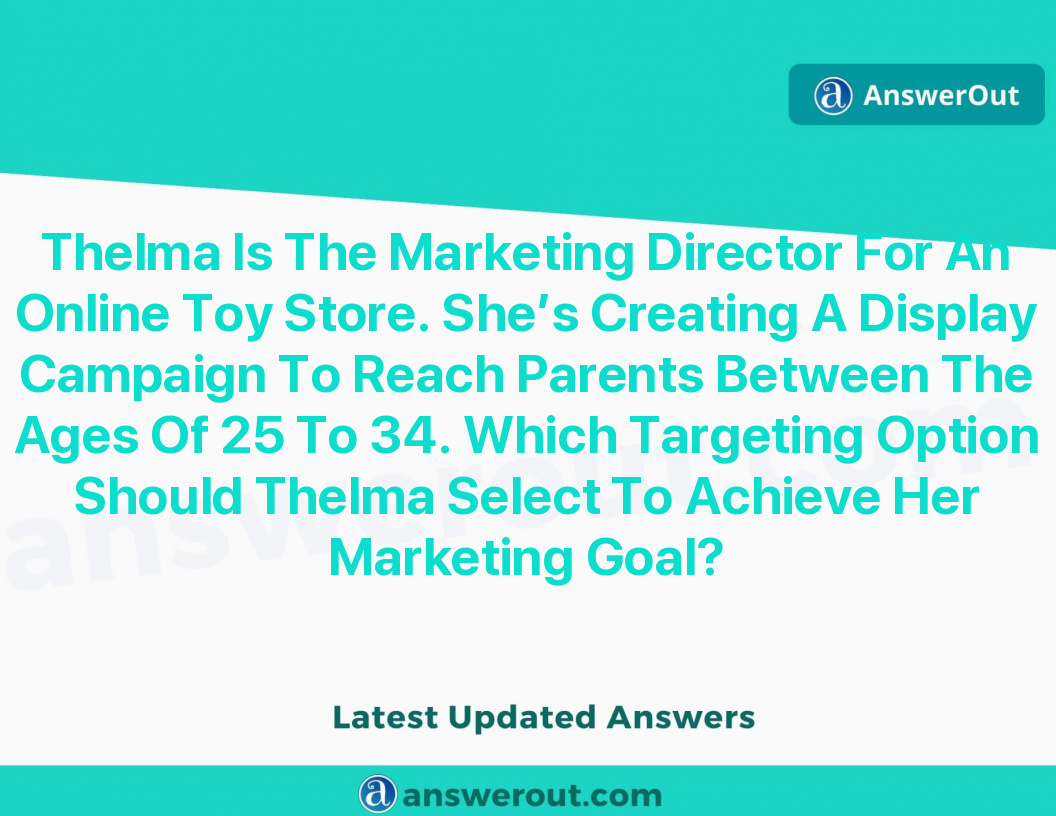 AnswerOut
Thelma Is The Marketing Director For An
Online Toy Store. She’s Creating A Display
Campaign To Reach Parents Between The
Ages Of 25 To 34. Which Targeting Option
Should Thelma Select To Achieve Her
Marketing Goal?
answerout.com
Latest Updated Answers
a answerout.com